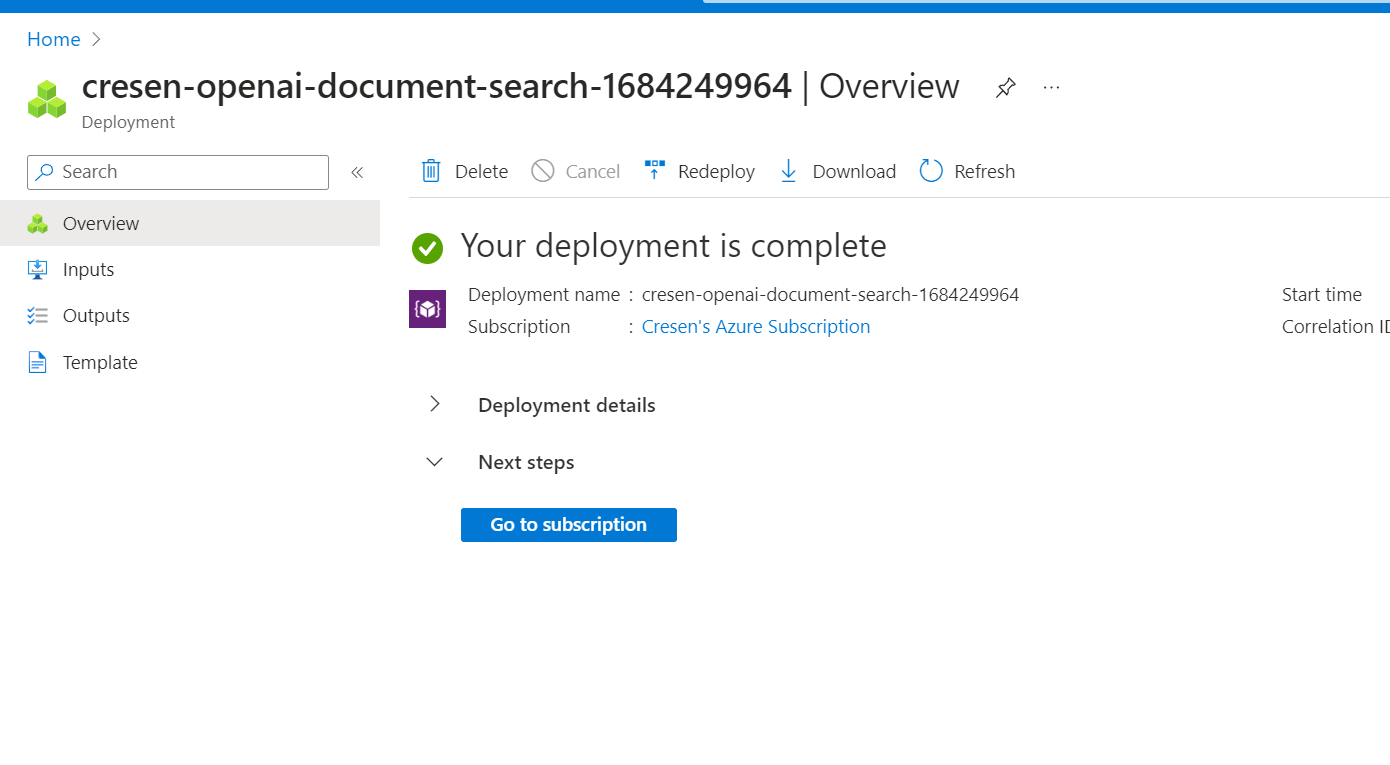 Home
cresen-openai-document-search-1684249964 | Overview
Deployment
Search
Delete
Cancel
Redeploy
Download
Refresh
Overview
Inputs
Outputs
Template
Your deployment is complete
Deployment name : cresen-openai-document-search-1684249964
Start time
Subscription : Cresen's Azure Subscription
Correlation ID
Deployment details
Next steps
Go to subscription